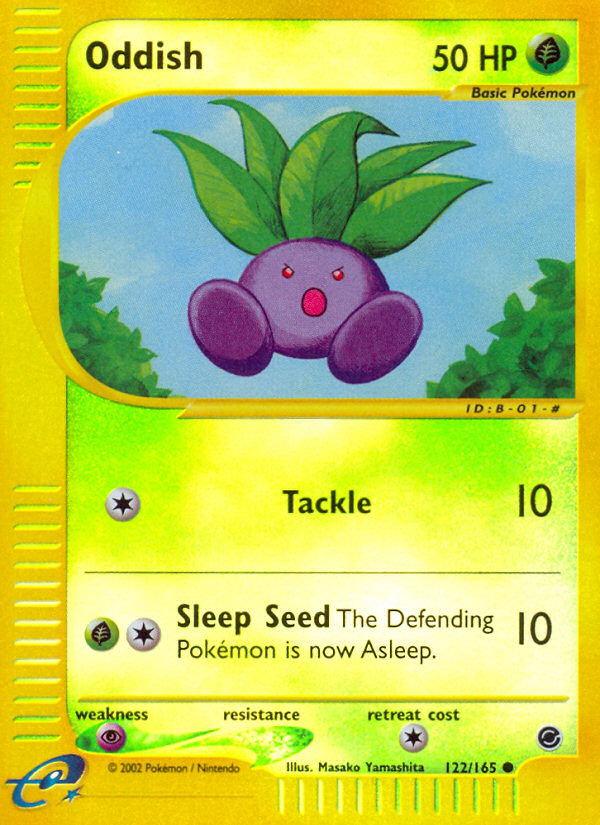 Oddish 50 HP
Basic Pokémon
ID:B-01-#
Tackle 10
Sleep Seed The Defending
Pokémon is now Asleep. 10
weakness resistance retreat cost
© 2002 Pokémon / Nintendo Illus. Masako Yamashita 122/165
e